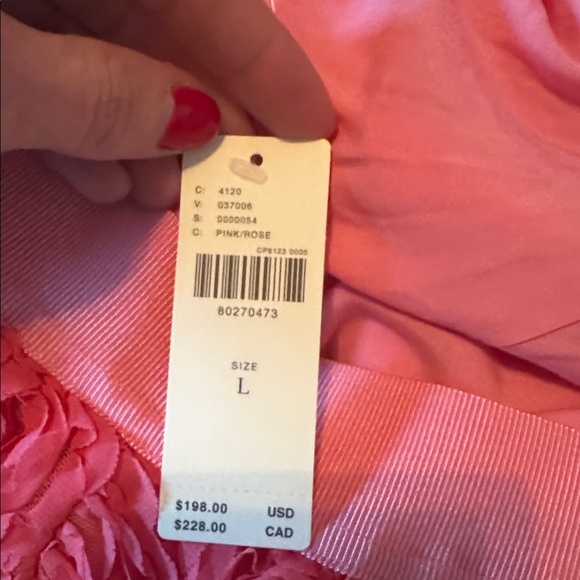 C: 4120
V: 037006
S: 0000054
C: PINK/ROSE
CPS123 0005
80270473
SIZE
L
$198.00 USD
$228.00 CAD